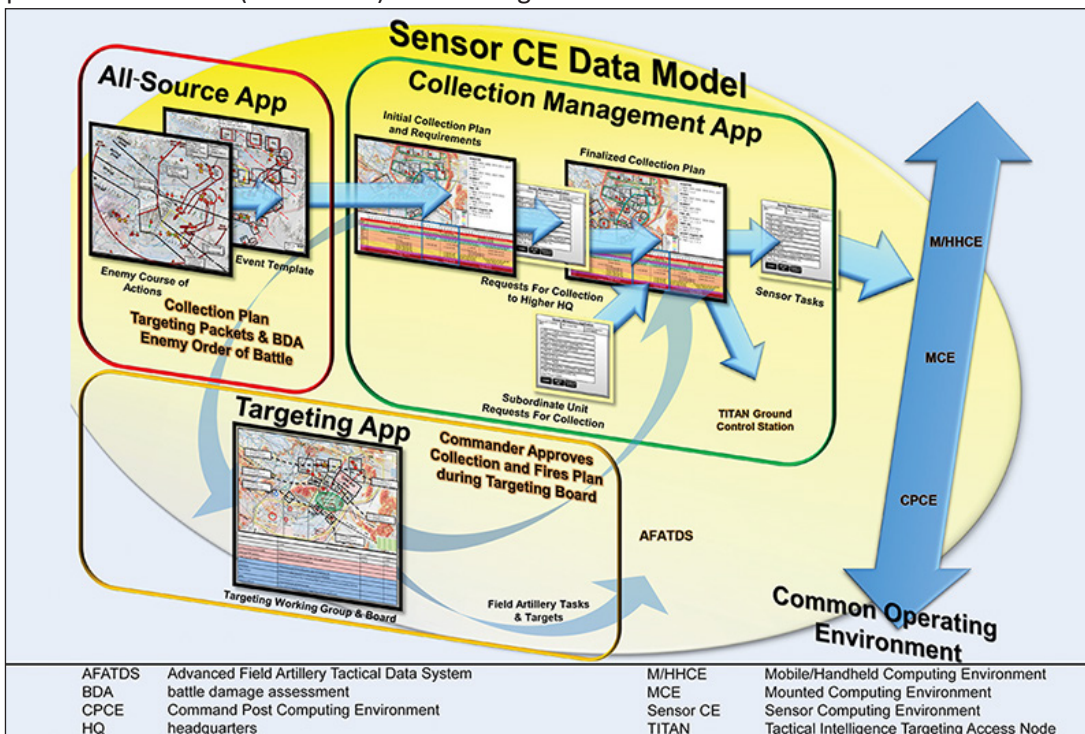 Sensor CE Data Model
All-Source App
Enemy Course of
Actions
Event Template
Collection Plan
Targeting Packets & BDA
Enemy Order of Battle
Collection Management App
Initial Collection Plan
and Requirements
Finalized Collection Plan
Requests For Collection
to Higher HQ
Sensor Tasks
Subordinate Unit
Requests For Collection
TITAN Ground
Control Station
Targeting App
Commander Approves
Collection and Fires Plan
during Targeting Board
Targeting Working Group & Board
Field Artillery Tasks
& Targets
AFATDS
M/HHCE
MCE
CPCE
Common Operating
Environment
AFATDS Advanced Field Artillery Tactical Data System
BDA battle damage assessment
CPCE Command Post Computing Environment
HQ headquarters
M/HHCE Mobile/Handheld Computing Environment
MCE Mounted Computing Environment
Sensor CE Sensor Computing Environment
TITAN Tactical Intelligence Targeting Access Node